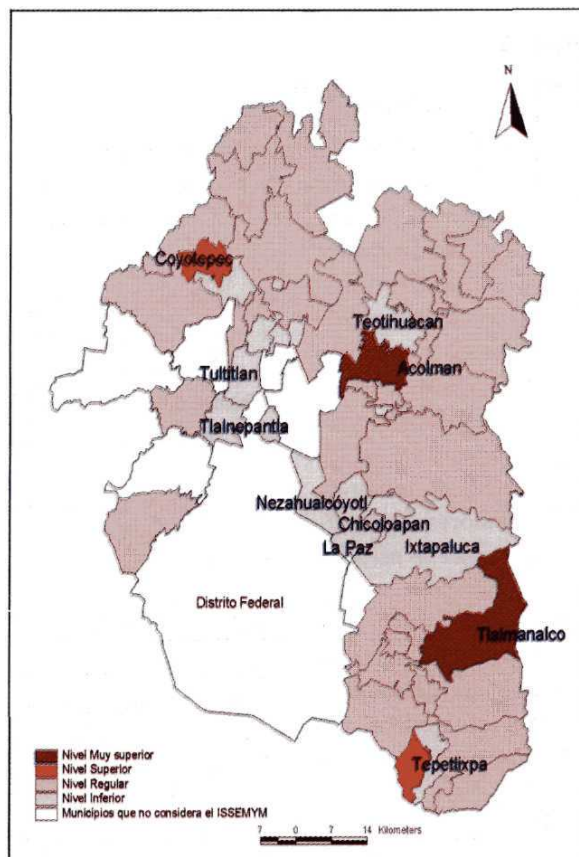 N
Coyotepec
Teotihuacan
Acolman
Tultitlan
Tlalnepantla
Nezahualcóyotl
Chicoloapan
La Paz
Ixtapaluca
Distrito Federal
Tlalmanalco
Tepetlixpa
Nivel Muy superior
Nivel Superior
Nivel Regular
Nivel Inferior
Municipios que no considera el ISSEMYM
7 0 7 14 Kilometers